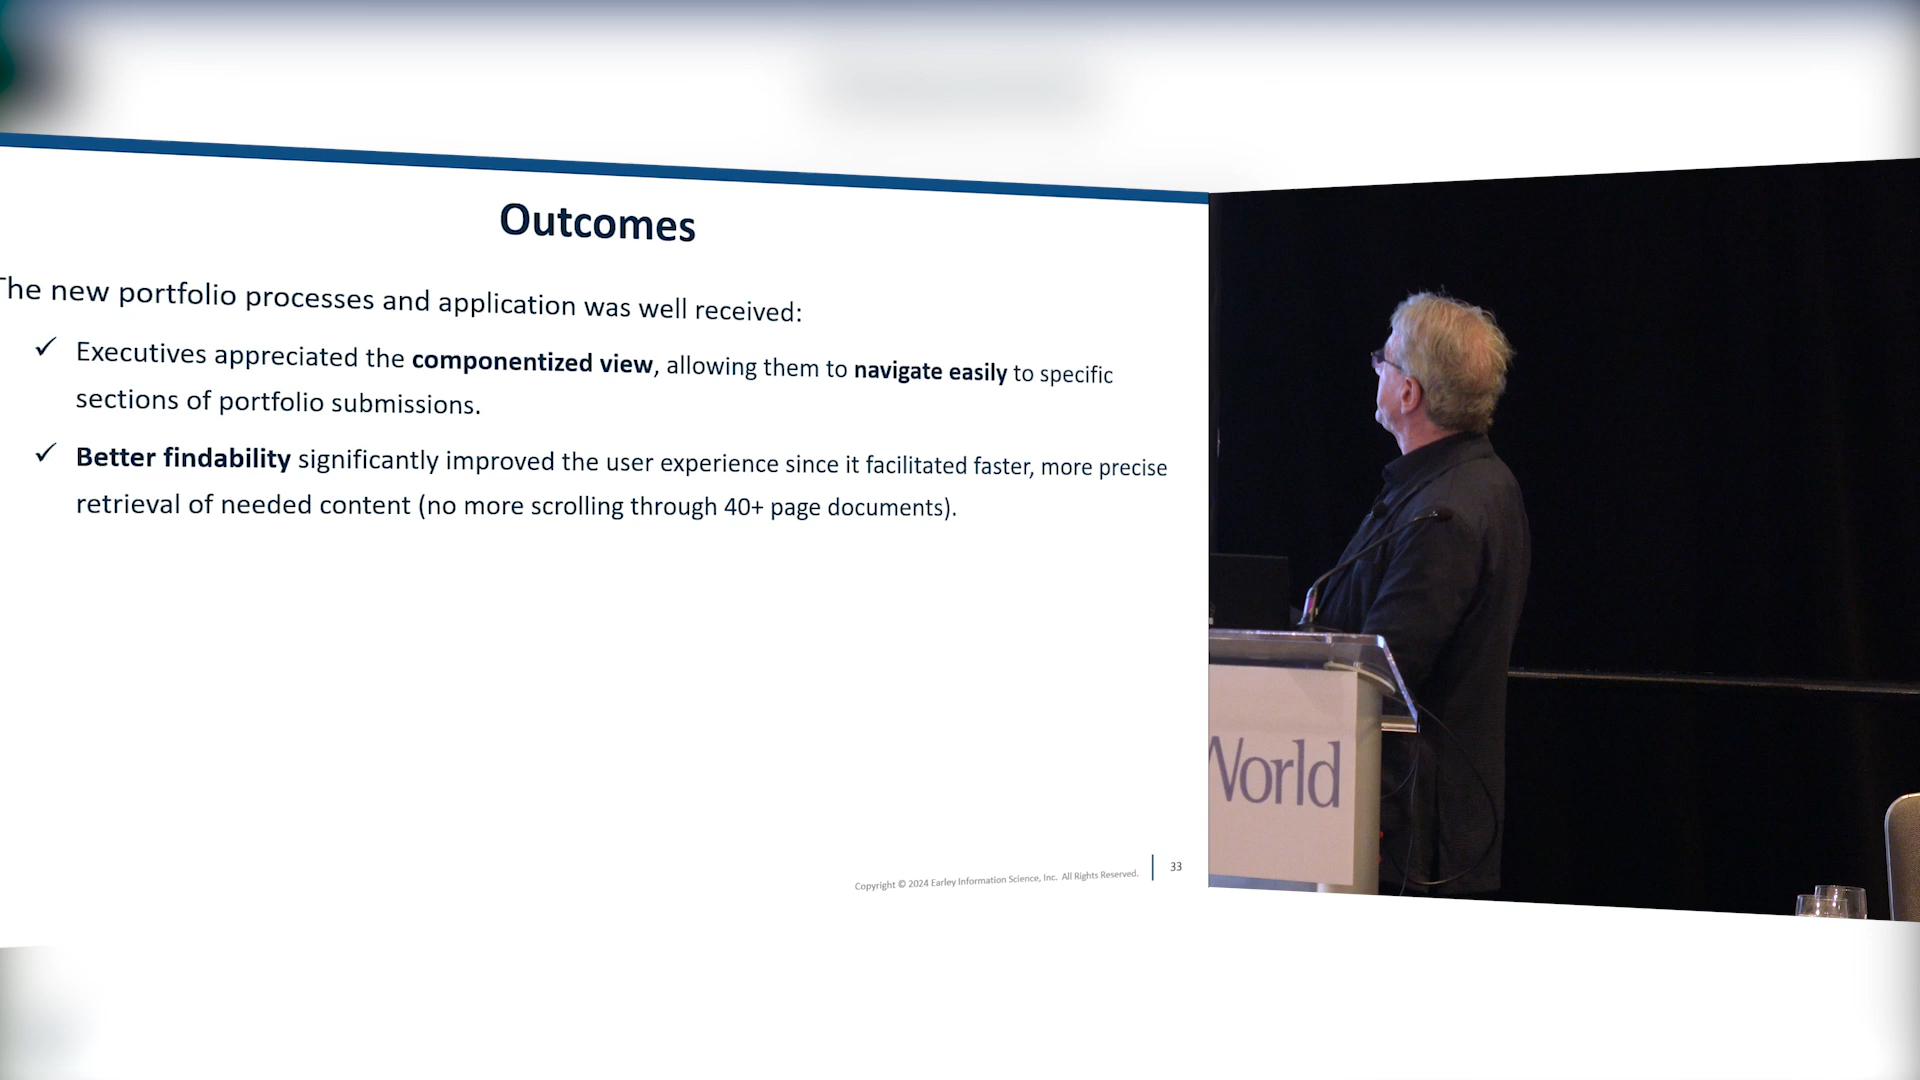 Outcomes
The new portfolio processes and application was well received:
✓ Executives appreciated the componentized view, allowing them to navigate easily to specific
sections of portfolio submissions.
✓ Better findability significantly improved the user experience since it facilitated faster, more precise
retrieval of needed content (no more scrolling through 40+ page documents).
Copyright © 2024 Earley Information Science, Inc. All Rights Reserved.
33
World